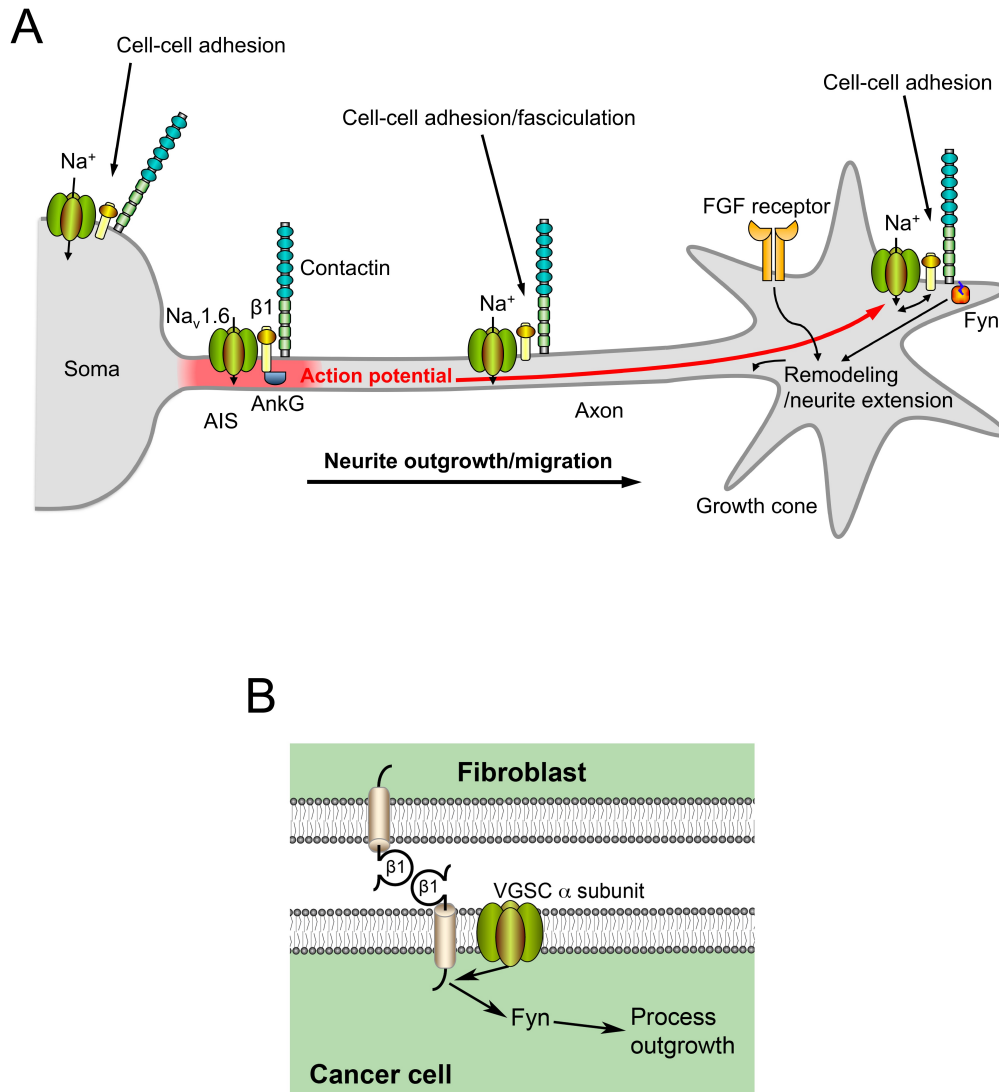 A
Cell-cell adhesion
Na⁺
Cell-cell adhesion/fasciculation
Cell-cell adhesion
FGF receptor
Na⁺
Contactin
β1
Naᵥ1.6
Na⁺
Fyn
Soma
Action potential
Remodeling
/neurite extension
AnkG
AIS
Axon
Neurite outgrowth/migration
Growth cone
B
Fibroblast
β1
β1
VGSC α subunit
Fyn
Process
outgrowth
Cancer cell